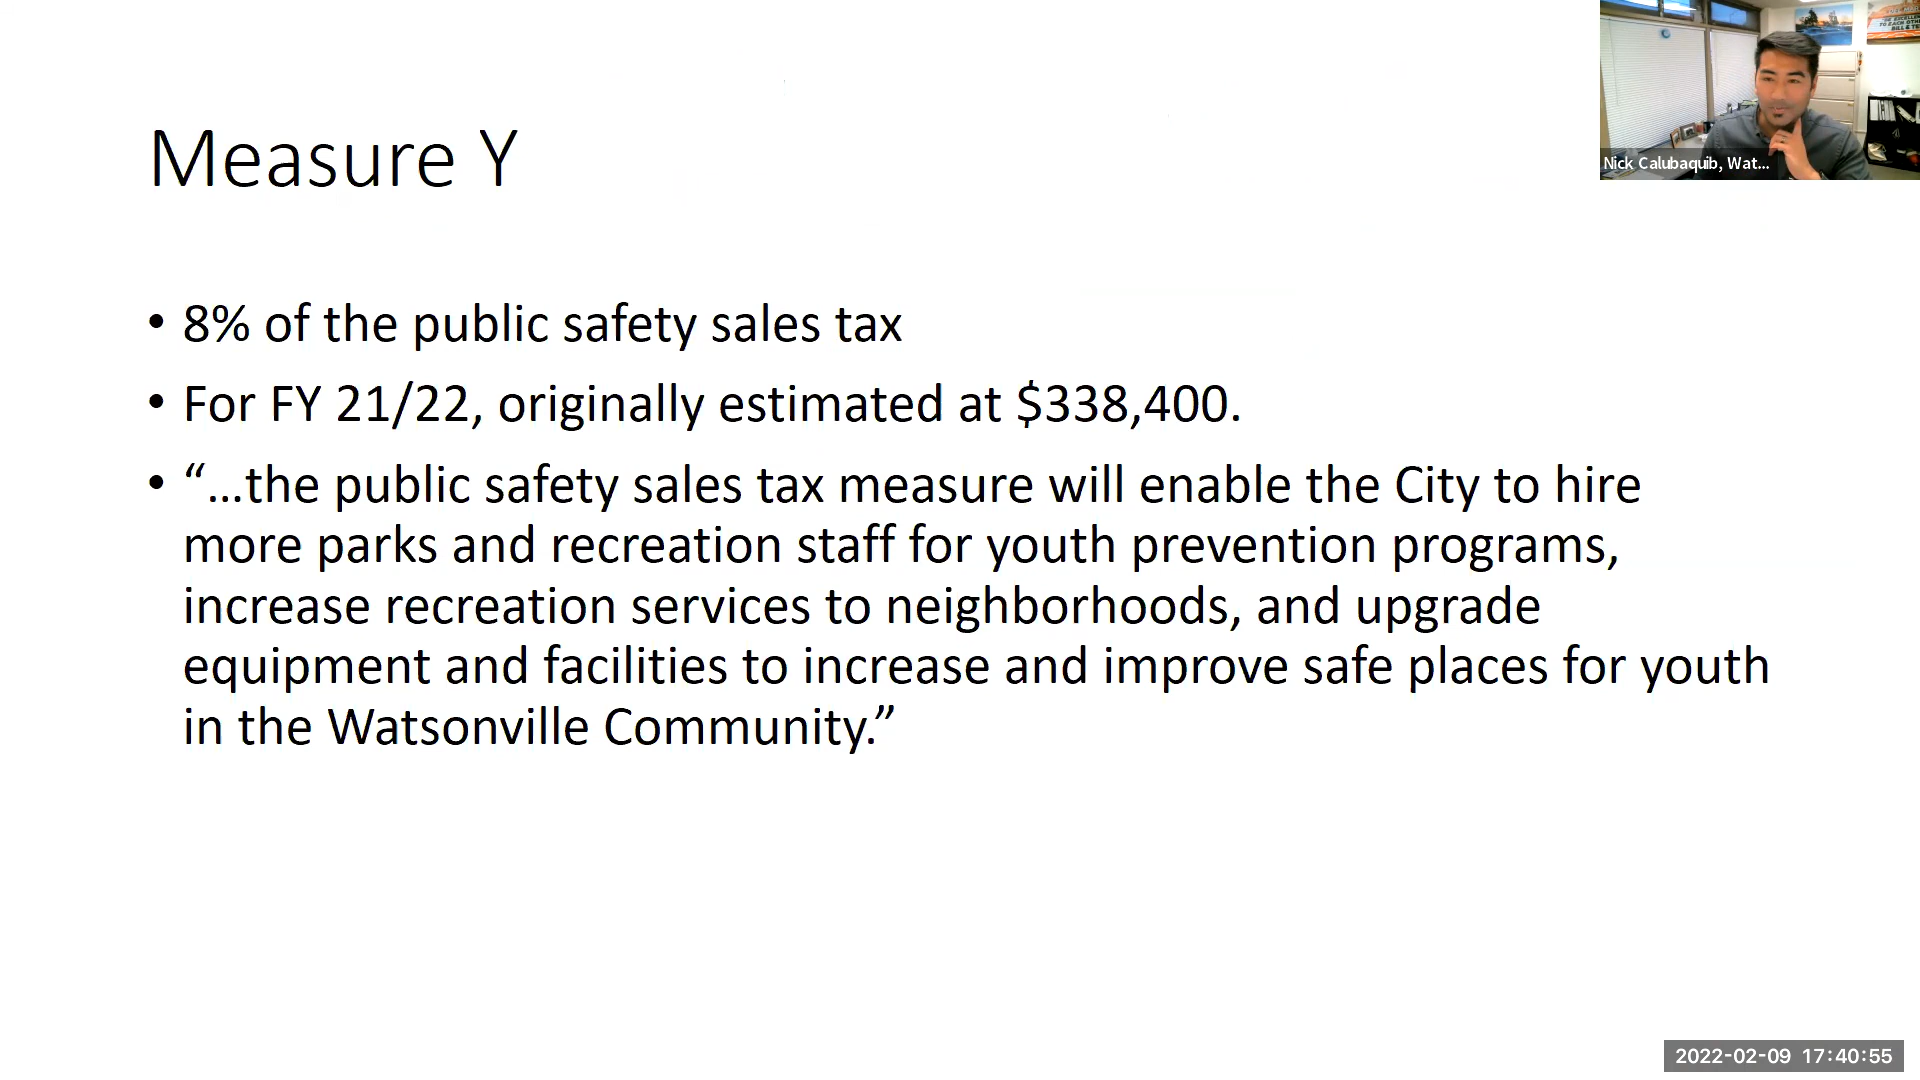 Measure Y
• 8% of the public safety sales tax
• For FY 21/22, originally estimated at $338,400.
• “...the public safety sales tax measure will enable the City to hire
more parks and recreation staff for youth prevention programs,
increase recreation services to neighborhoods, and upgrade
equipment and facilities to increase and improve safe places for youth
in the Watsonville Community.”
Nick Calubaquib, Wat...
2022-02-09 17:40:55